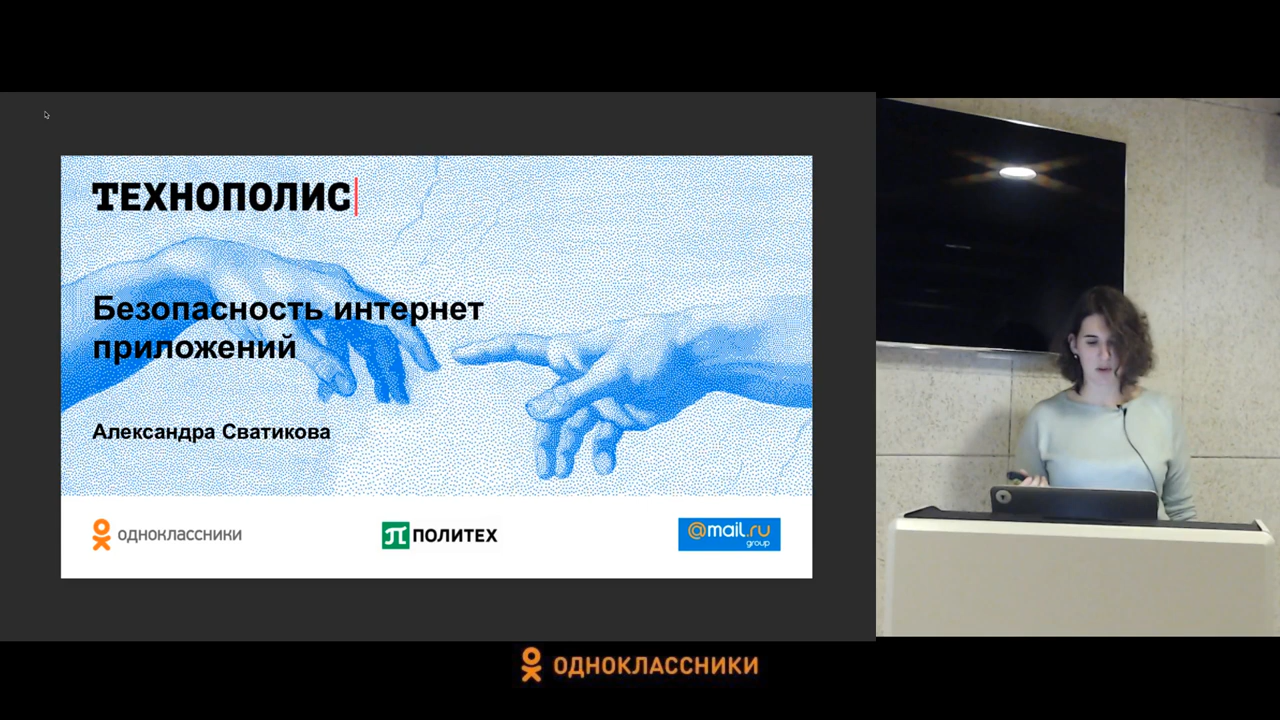 ТЕХНОПОЛИС
Безопасность интернет
приложений
Александра Сватикова
одноклассники
ПОЛИТЕХ
@mail.ru
group
ОДНОКЛАССНИКИ